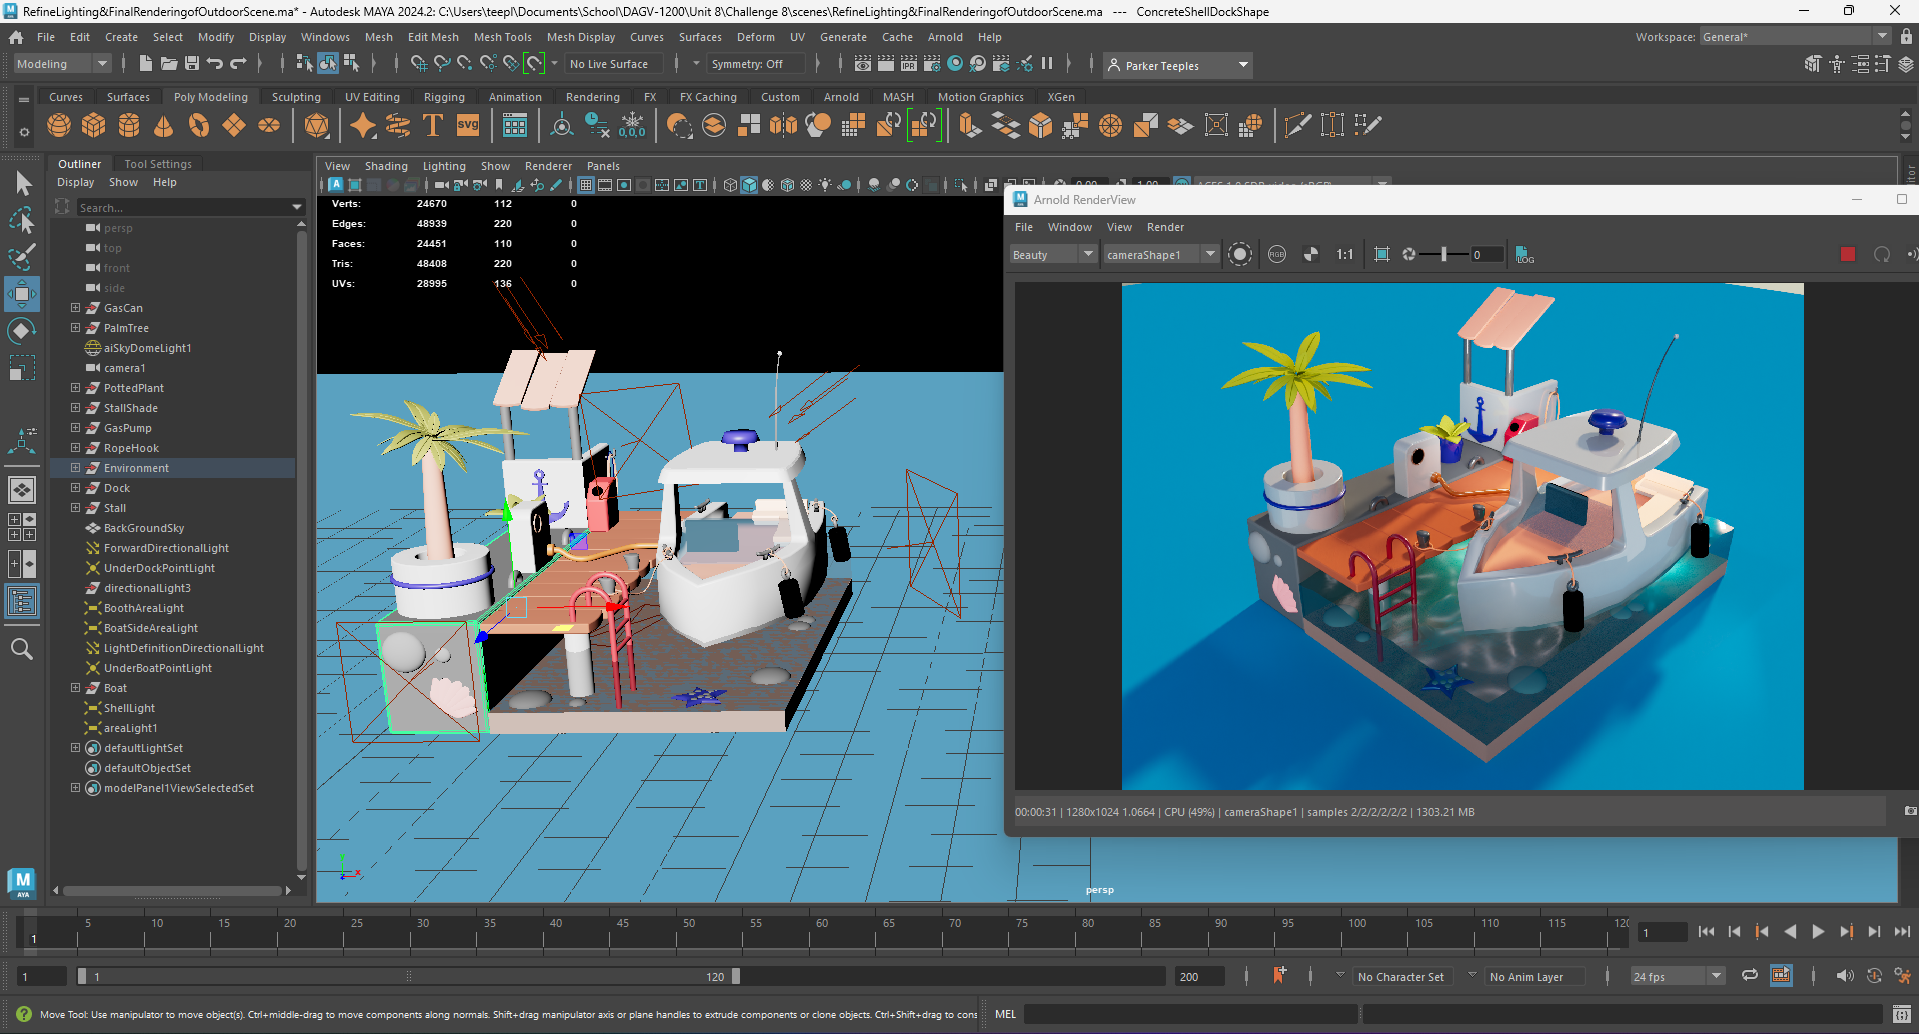 RefineLighting&FinalRenderingofOutdoorScene.ma* - Autodesk MAYA 2024.2: C:\Users\teepl\Documents\School\DAGV-1200\Unit 8\Challenge 8\scenes\RefineLighting&FinalRenderingofOutdoorScene.ma --- ConcreteShellDockShape
File Edit Create Select Modify Display Windows Mesh Edit Mesh Mesh Tools Mesh Display Curves Surfaces Deform UV Generate Cache Arnold Help
Workspace: General*
Modeling
No Live Surface
Symmetry: Off
Parker Teeples
Curves Surfaces Poly Modeling Sculpting UV Editing Rigging Animation Rendering FX FX Caching Custom Arnold MASH Motion Graphics XGen
Outliner Tool Settings
Display Show Help
Search...
persp
top
front
side
GasCan
PalmTree
aiSkyDomeLight1
camera1
PottedPlant
StallShade
GasPump
RopeHook
Environment
Dock
Stall
BackGroundSky
ForwardDirectionalLight
UnderDockPointLight
directionalLight3
BoothAreaLight
BoatSideAreaLight
LightDefinitionDirectionalLight
UnderBoatPointLight
Boat
ShellLight
areaLight1
defaultLightSet
defaultObjectSet
modelPanel1ViewSelectedSet
View Shading Lighting Show Renderer Panels
Verts: 24670 112 0
Edges: 48939 220 0
Faces: 24451 110 0
Tris: 48408 220 0
UVs: 28995 136 0
persp
Arnold RenderView
File Window View Render
Beauty
cameraShape1
1:1
0
LOG
00:00:31 | 1280x1024 1.0664 | CPU (49%) | cameraShape1 | samples 2/2/2/2/2/2 | 1303.21 MB
5 10 15 20 25 30 35 40 45 50 55 60 65 70 75 80 85 90 95 100 105 110 115 120
1
1
1
1
120
200
No Character Set
No Anim Layer
24 fps
Move Tool: Use manipulator to move object(s). Ctrl+middle-drag to move components along normals. Shift+drag manipulator axis or plane handles to extrude components or clone objects. Ctrl+Shift+drag to cons
MEL